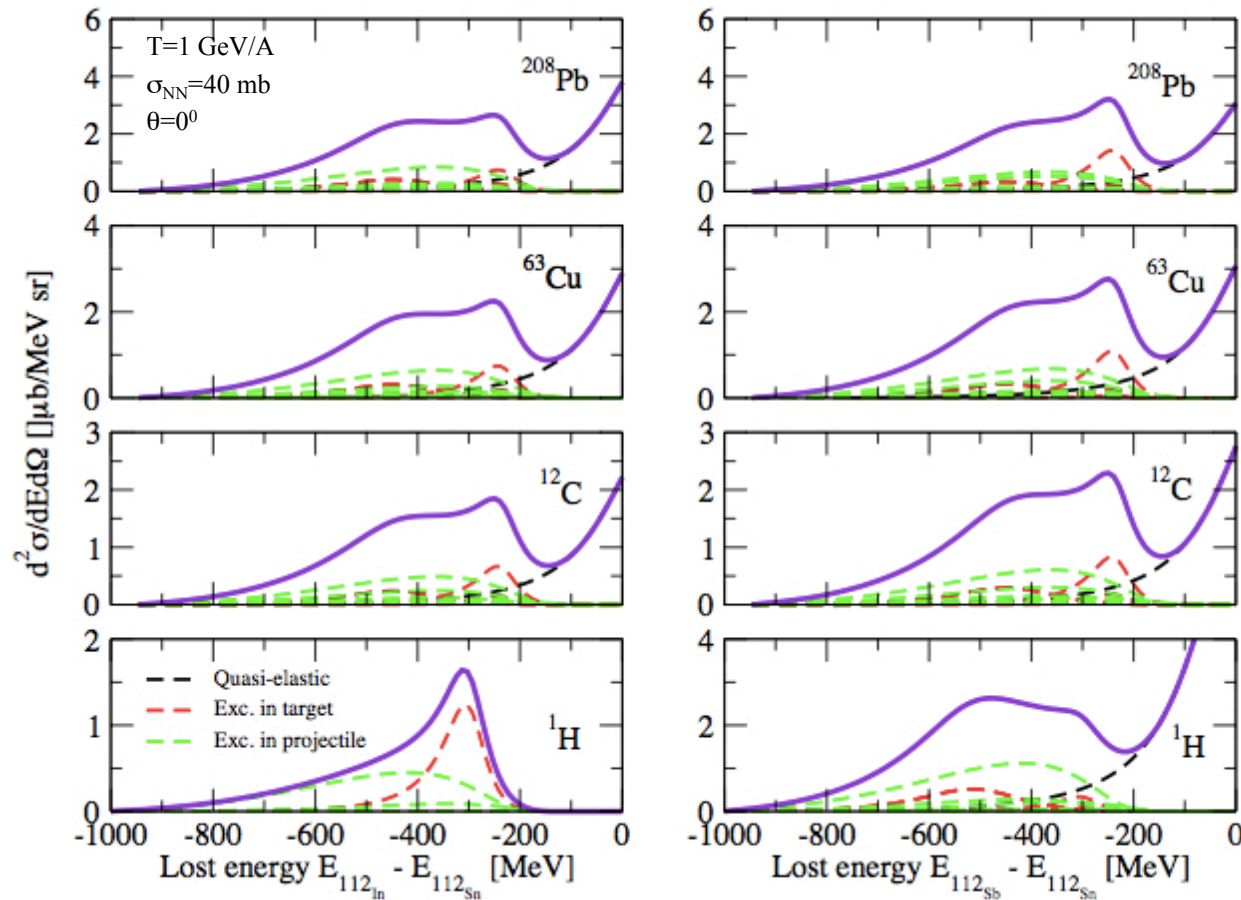 T=1 GeV/A
σNN=40 mb
θ=0⁰
d²σ/dEdΩ []μb/MeV sr]
6
4
2
0
²⁰⁸Pb
4
2
0
⁶³Cu
3
2
1
0
¹²C
2
1
0
Quasi-elastic
Exc. in target
Exc. in projectile
¹H
-1000 -800 -600 -400 -200 0
Lost energy E₁₁₂In - E₁₁₂Sn [MeV]
6
4
2
0
²⁰⁸Pb
4
2
0
⁶³Cu
3
2
1
0
¹²C
4
2
0
¹H
-1000 -800 -600 -400 -200 0
Lost energy E₁₁₂Sb - E₁₁₂Sn [MeV]